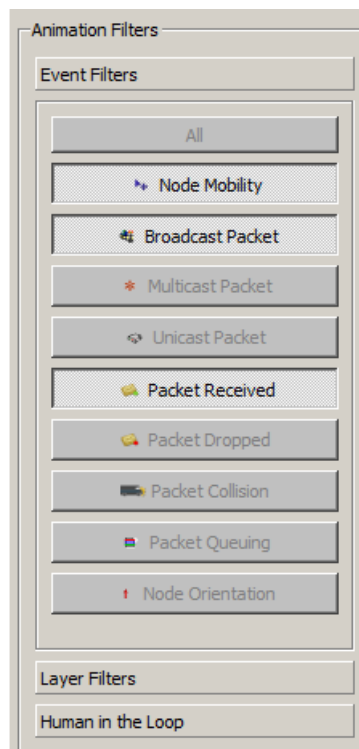 Animation Filters
Event Filters
All
Node Mobility
Broadcast Packet
Multicast Packet
Unicast Packet
Packet Received
Packet Dropped
Packet Collision
Packet Queuing
Node Orientation
Layer Filters
Human in the Loop